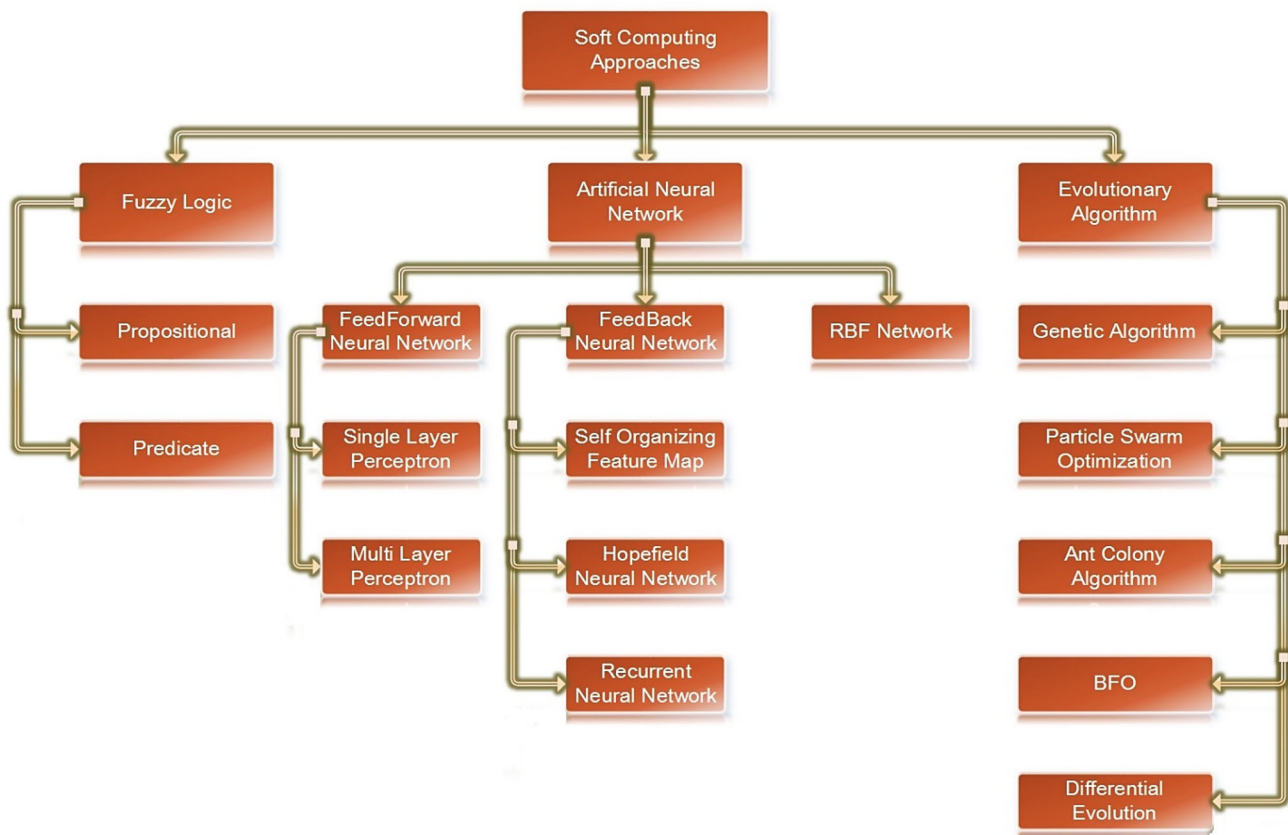 Soft Computing
Approaches
Fuzzy Logic
Artificial Neural
Network
Evolutionary
Algorithm
Propositional
FeedForward
Neural Network
FeedBack
Neural Network
RBF Network
Genetic Algorithm
Predicate
Single Layer
Perceptron
Self Organizing
Feature Map
Particle Swarm
Optimization
Multi Layer
Perceptron
Hopefield
Neural Network
Ant Colony
Algorithm
Recurrent
Neural Network
BFO
Differential
Evolution